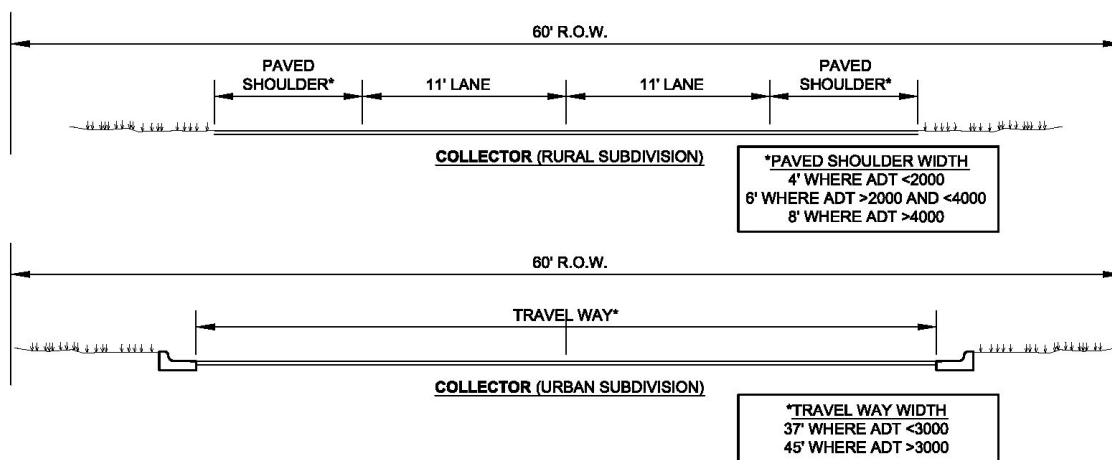 60' R.O.W.
PAVED
SHOULDER*
11' LANE
11' LANE
PAVED
SHOULDER*
COLLECTOR (RURAL SUBDIVISION)
*PAVED SHOULDER WIDTH
4' WHERE ADT <2000
6' WHERE ADT >2000 AND <4000
8' WHERE ADT >4000
60' R.O.W.
TRAVEL WAY*
COLLECTOR (URBAN SUBDIVISION)
*TRAVEL WAY WIDTH
37' WHERE ADT <3000
45' WHERE ADT >3000